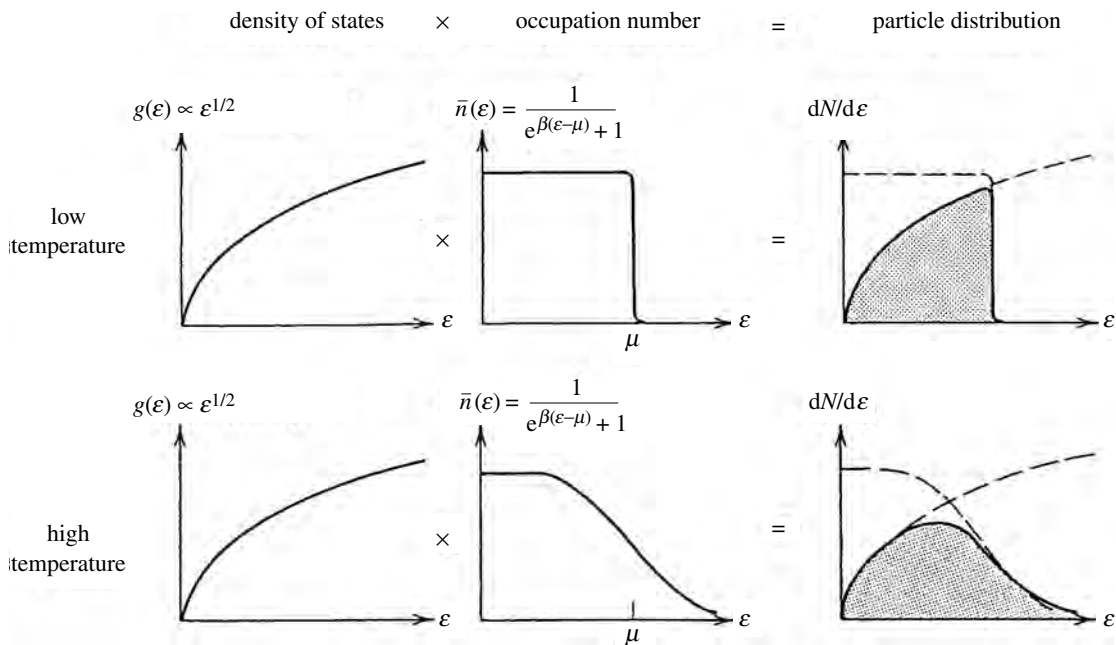 density of states × occupation number = particle distribution
g(ε) ∝ ε^{1/2} n̄(ε) = 1/(e^{β(ε−μ)} + 1) dN/dε
low
temperature
× =
ε ε ε
μ
g(ε) ∝ ε^{1/2} n̄(ε) = 1/(e^{β(ε−μ)} + 1) dN/dε
high
temperature
× =
ε ε ε
μ